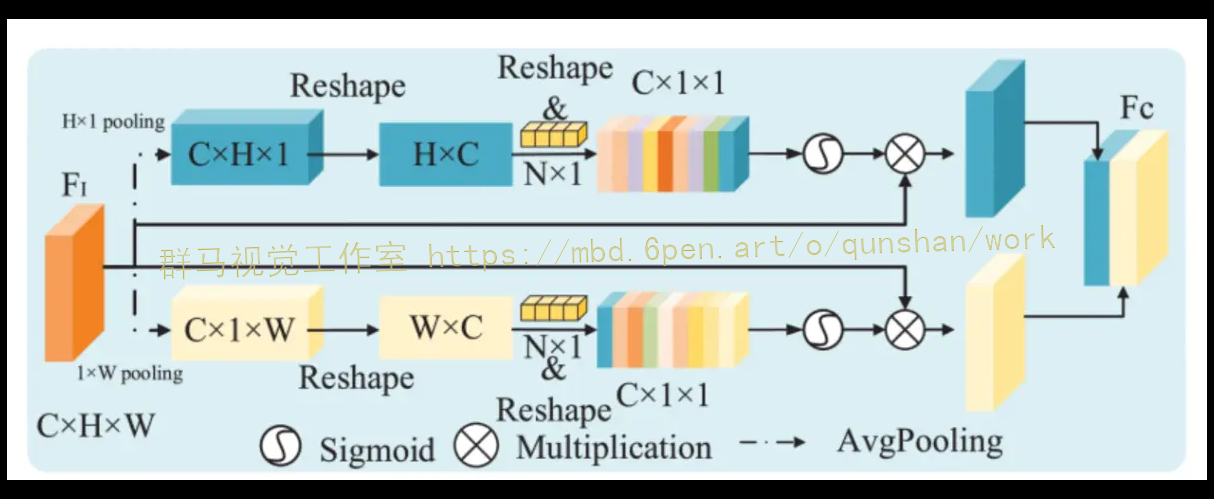 Reshape
Reshape
&
C×1×1
H×1 pooling
C×H×1
H×C
N×1
Fc
FI
群马视觉工作室 https://mbd.6pen.art/o/qunshan/work
C×1×W
W×C
N×1
&
Reshape
1×W pooling
Reshape
C×1×1
C×H×W
Sigmoid
Multiplication
AvgPooling